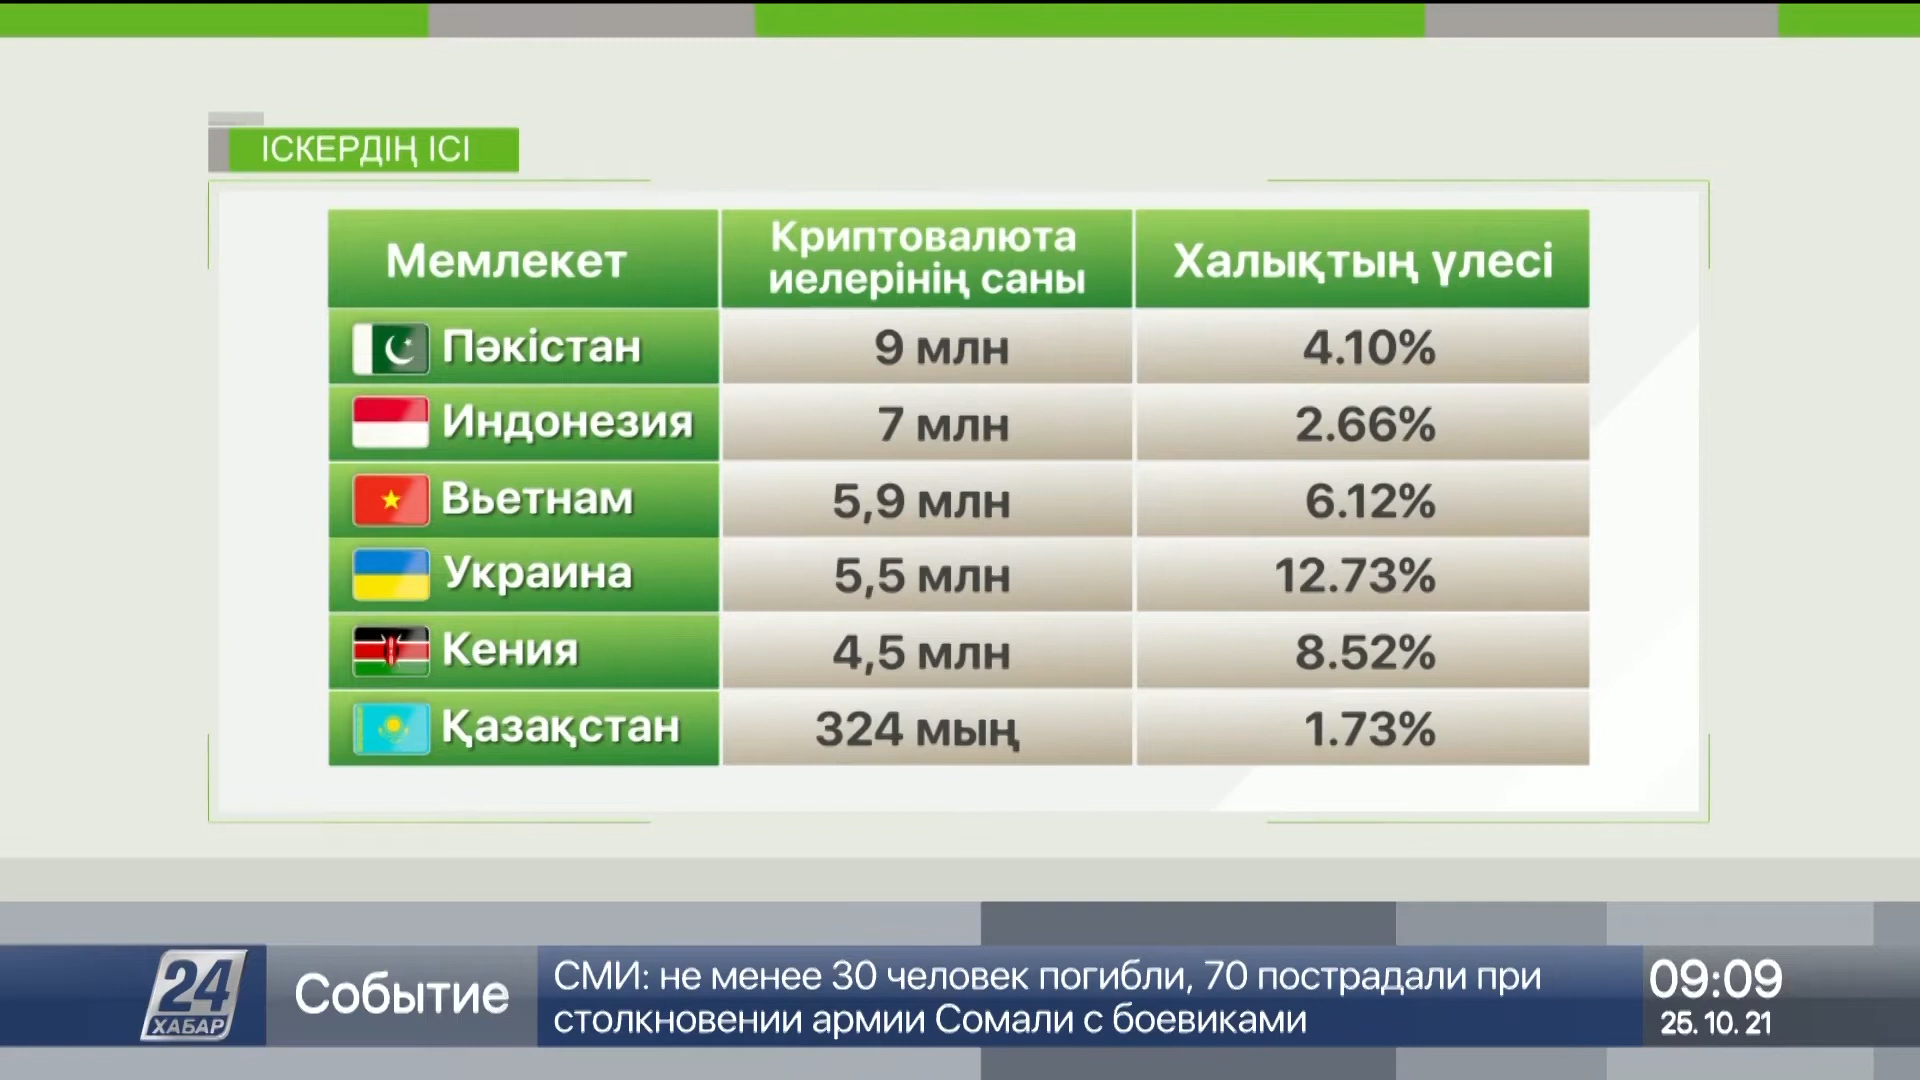 ІСКЕРДІҢ ІСІ
Мемлекет
Криптовалюта
иелерінің саны
Халықтың үлесі
Пәкістан 9 млн 4.10%
Индонезия 7 млн 2.66%
Вьетнам 5,9 млн 6.12%
Украина 5,5 млн 12.73%
Кения 4,5 млн 8.52%
Қазақстан 324 мың 1.73%
24
ХАБАР
Событие
СМИ: не менее 30 человек погибли, 70 пострадали при
столкновении армии Сомали с боевиками
09:09
25. 10. 21